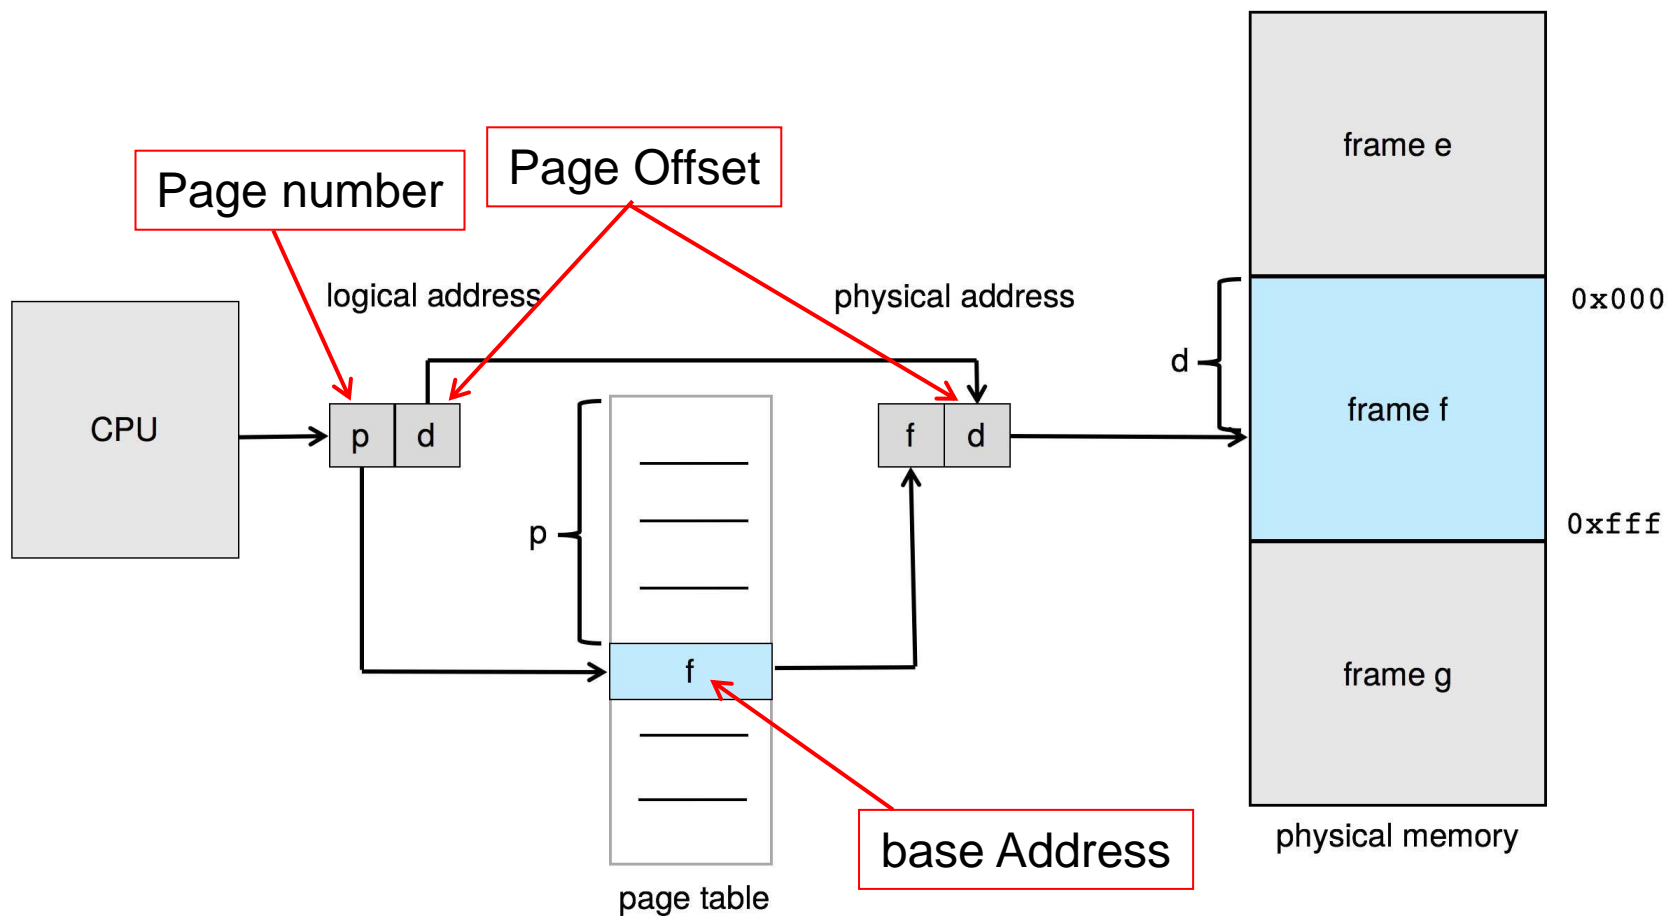 frame e
Page Offset
Page number
logical address
physical address
0x000
d
frame f
CPU
p
d
f
d
0xfff
p
f
frame g
base Address
physical memory
page table